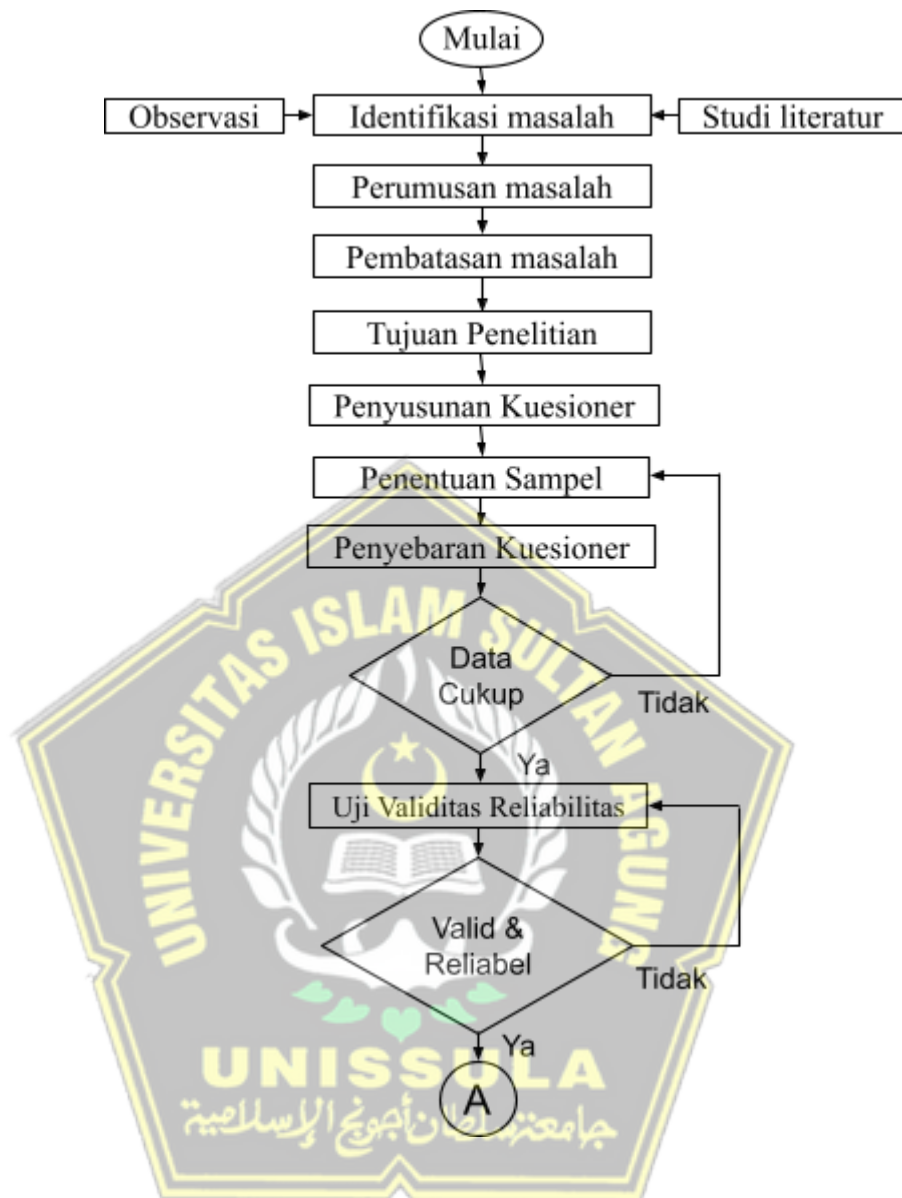 Mulai
Observasi
Identifikasi masalah
Studi literatur
Perumusan masalah
Pembatasan masalah
Tujuan Penelitian
Penyusunan Kuesioner
Penentuan Sampel
Penyebaran Kuesioner
UNIVERSITAS ISLAM SULTAN AGUNG
Data
Cukup
Tidak
Ya
Uji Validitas Reliabilitas
Valid &
Reliabel
Tidak
Ya
UNISSULA
A
جامعة سلطان أجونج الإسلامية